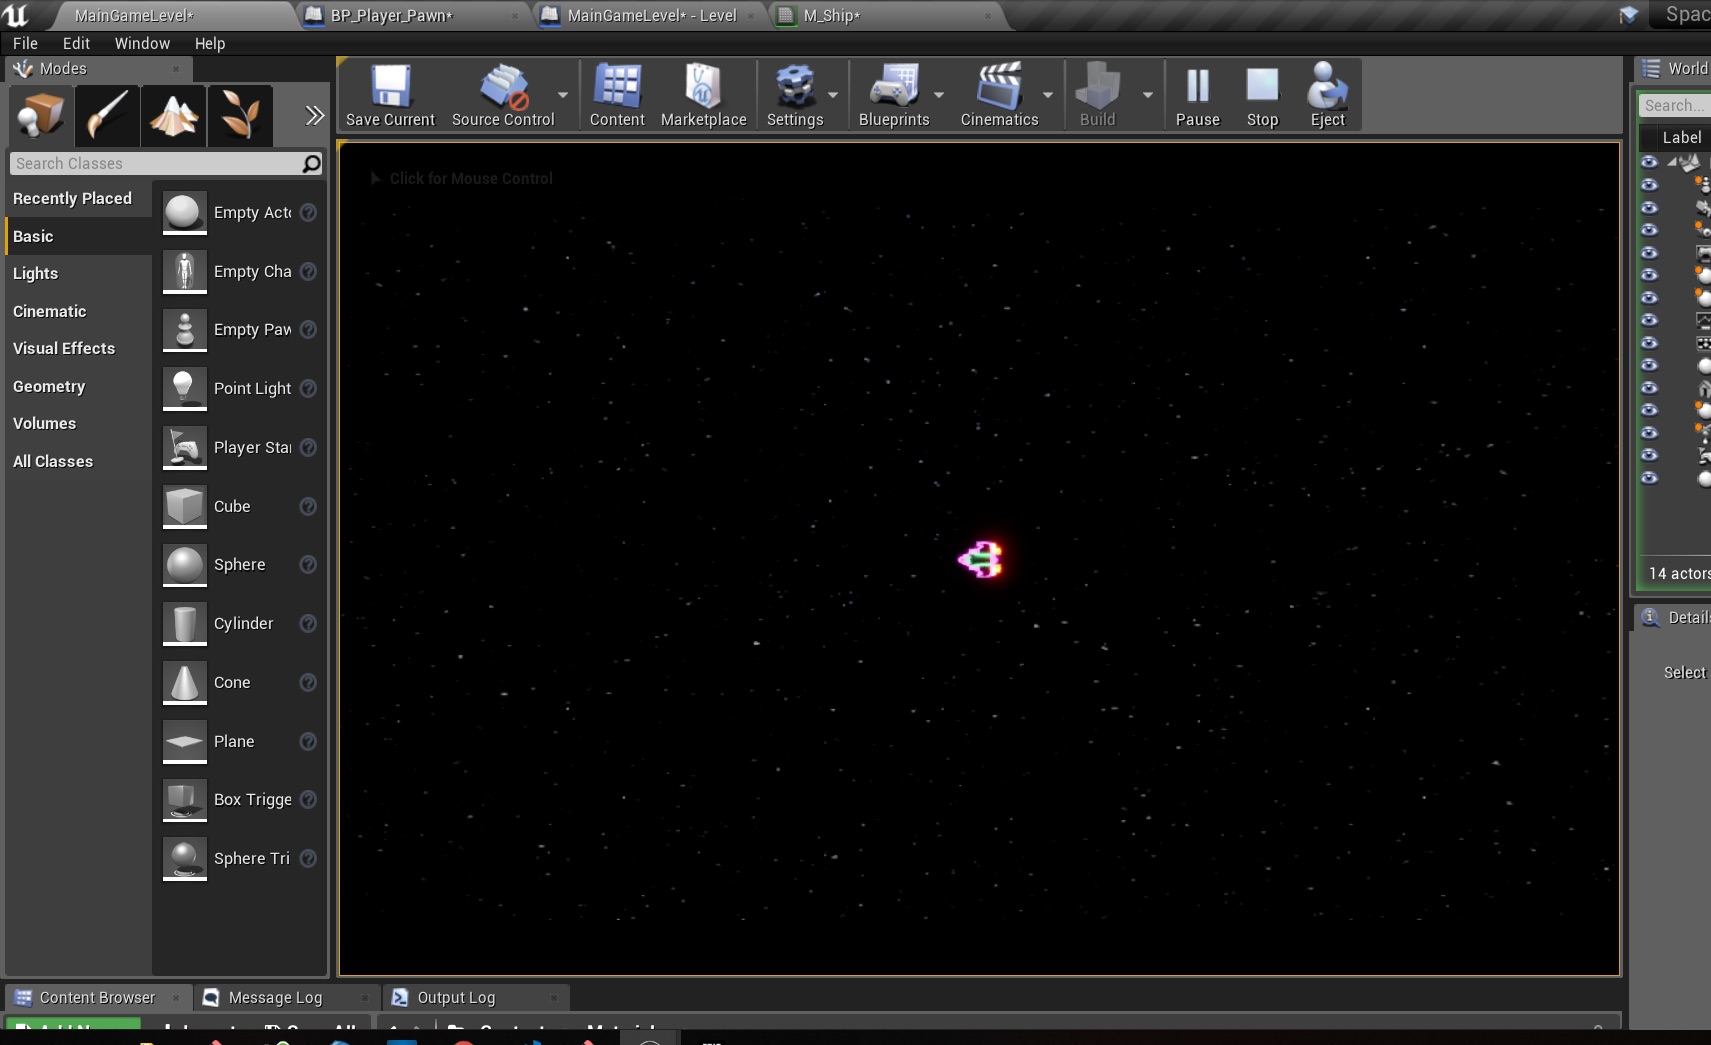 MainGameLevel*
BP_Player_Pawn*
MainGameLevel* - Level
M_Ship*
Spac
File Edit Window Help
Modes
World
Save Current
Source Control
Content
Marketplace
Settings
Blueprints
Cinematics
Build
Pause
Stop
Eject
Search...
Label
Search Classes
Click for Mouse Control
Recently Placed
Basic
Lights
Cinematic
Visual Effects
Geometry
Volumes
All Classes
Empty Acto
Empty Cha
Empty Paw
Point Light
Player Star
Cube
Sphere
Cylinder
Cone
Plane
Box Trigge
Sphere Tri
14 actors
Details
Select
Content Browser
Message Log
Output Log